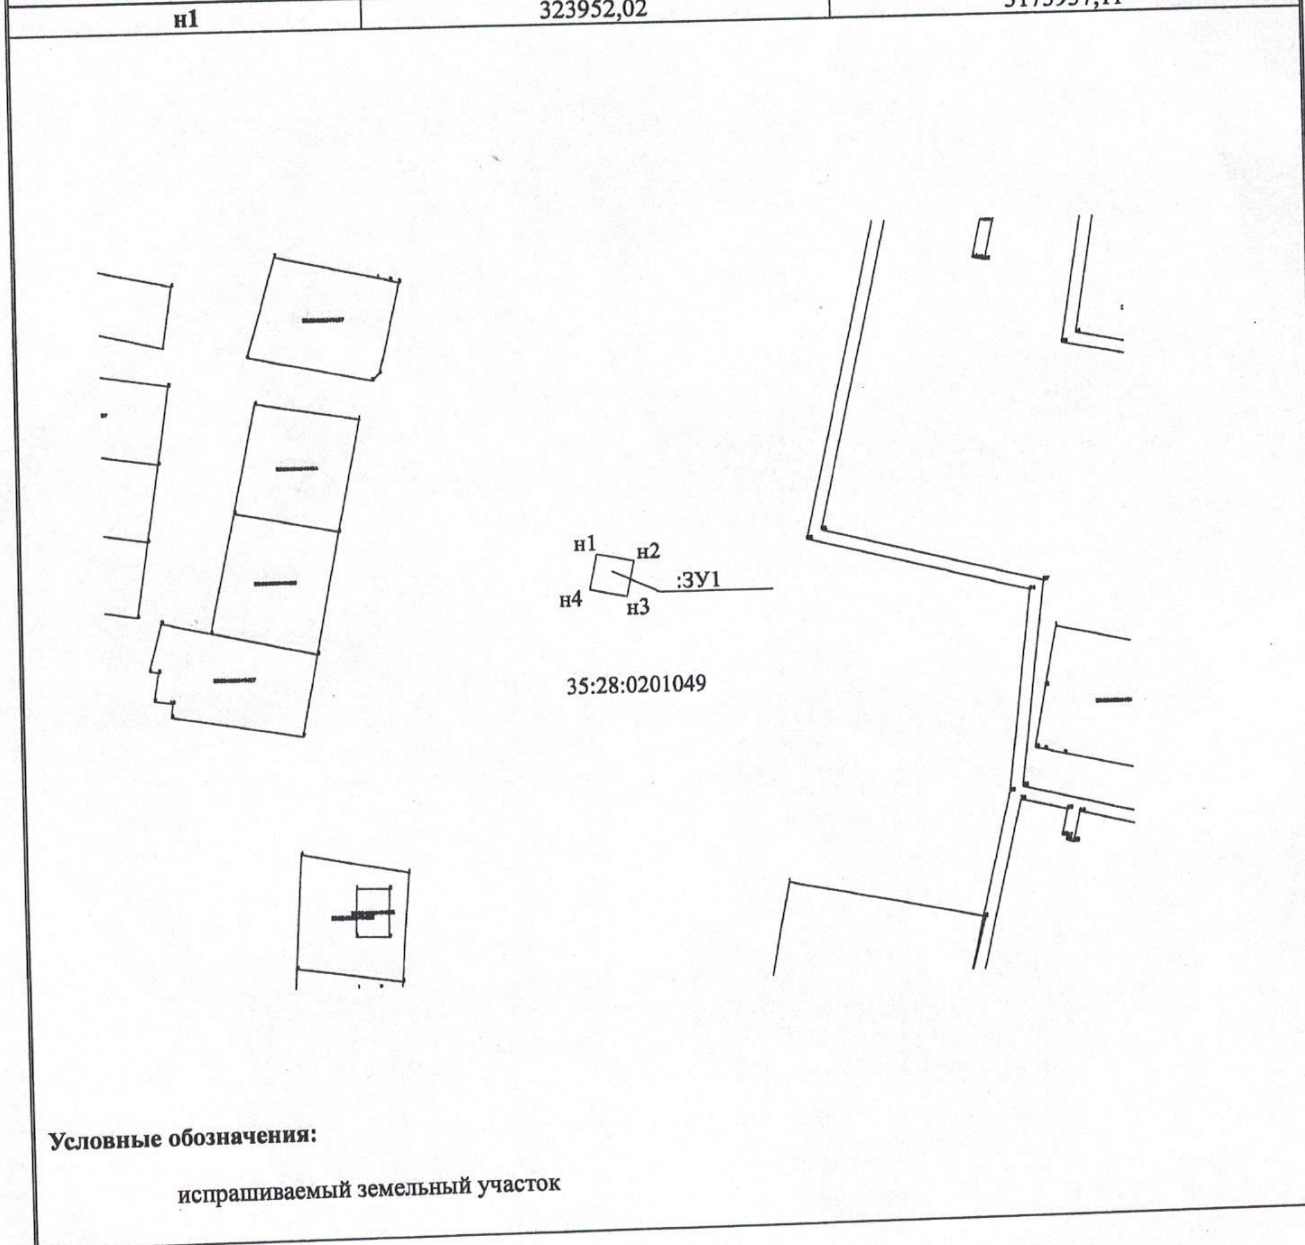 н1 323952,02
н1
н2
:ЗУ1
н4
н3
35:28:0201049
Условные обозначения:
испрашиваемый земельный участок